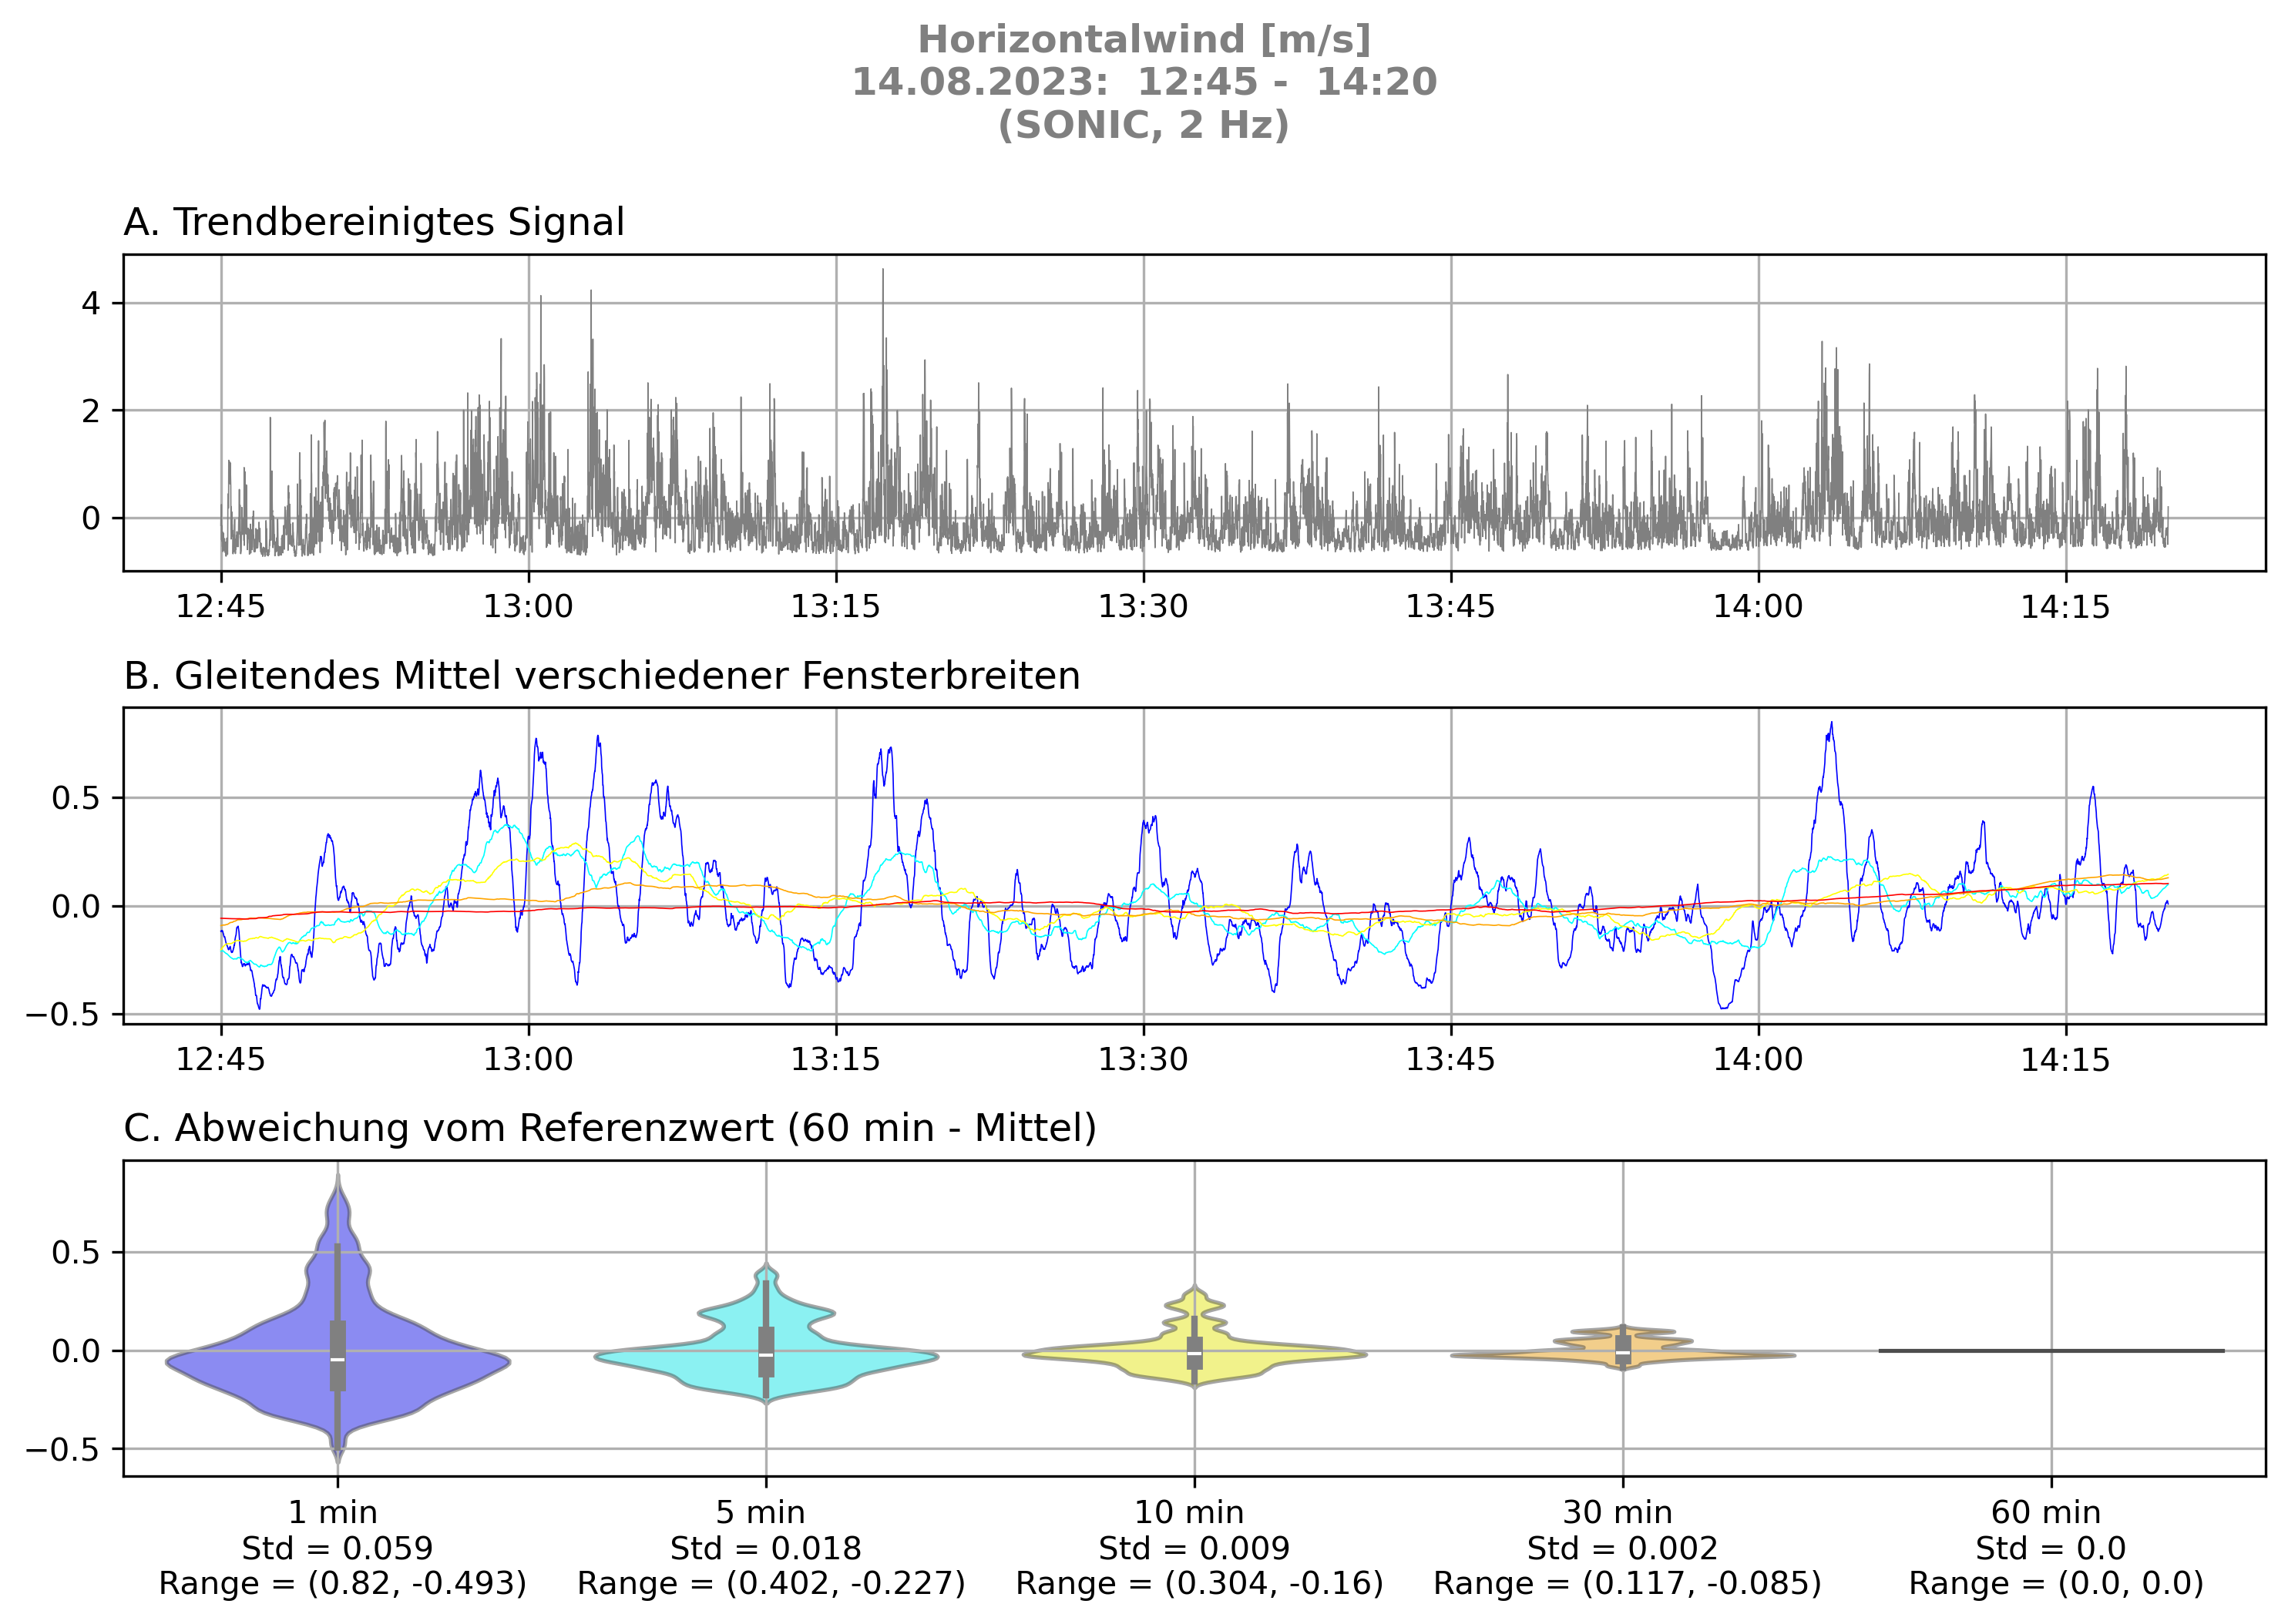 Horizontalwind [m/s]
14.08.2023:  12:45 -  14:20
(SONIC, 2 Hz)
A. Trendbereinigtes Signal
4
2
0
12:45 13:00 13:15 13:30 13:45 14:00 14:15
B. Gleitendes Mittel verschiedener Fensterbreiten
0.5
0.0
−0.5
12:45 13:00 13:15 13:30 13:45 14:00 14:15
C. Abweichung vom Referenzwert (60 min - Mittel)
0.5
0.0
−0.5
1 min 5 min 10 min 30 min 60 min
Std = 0.059 Std = 0.018 Std = 0.009 Std = 0.002 Std = 0.0
Range = (0.82, -0.493) Range = (0.402, -0.227) Range = (0.304, -0.16) Range = (0.117, -0.085) Range = (0.0, 0.0)